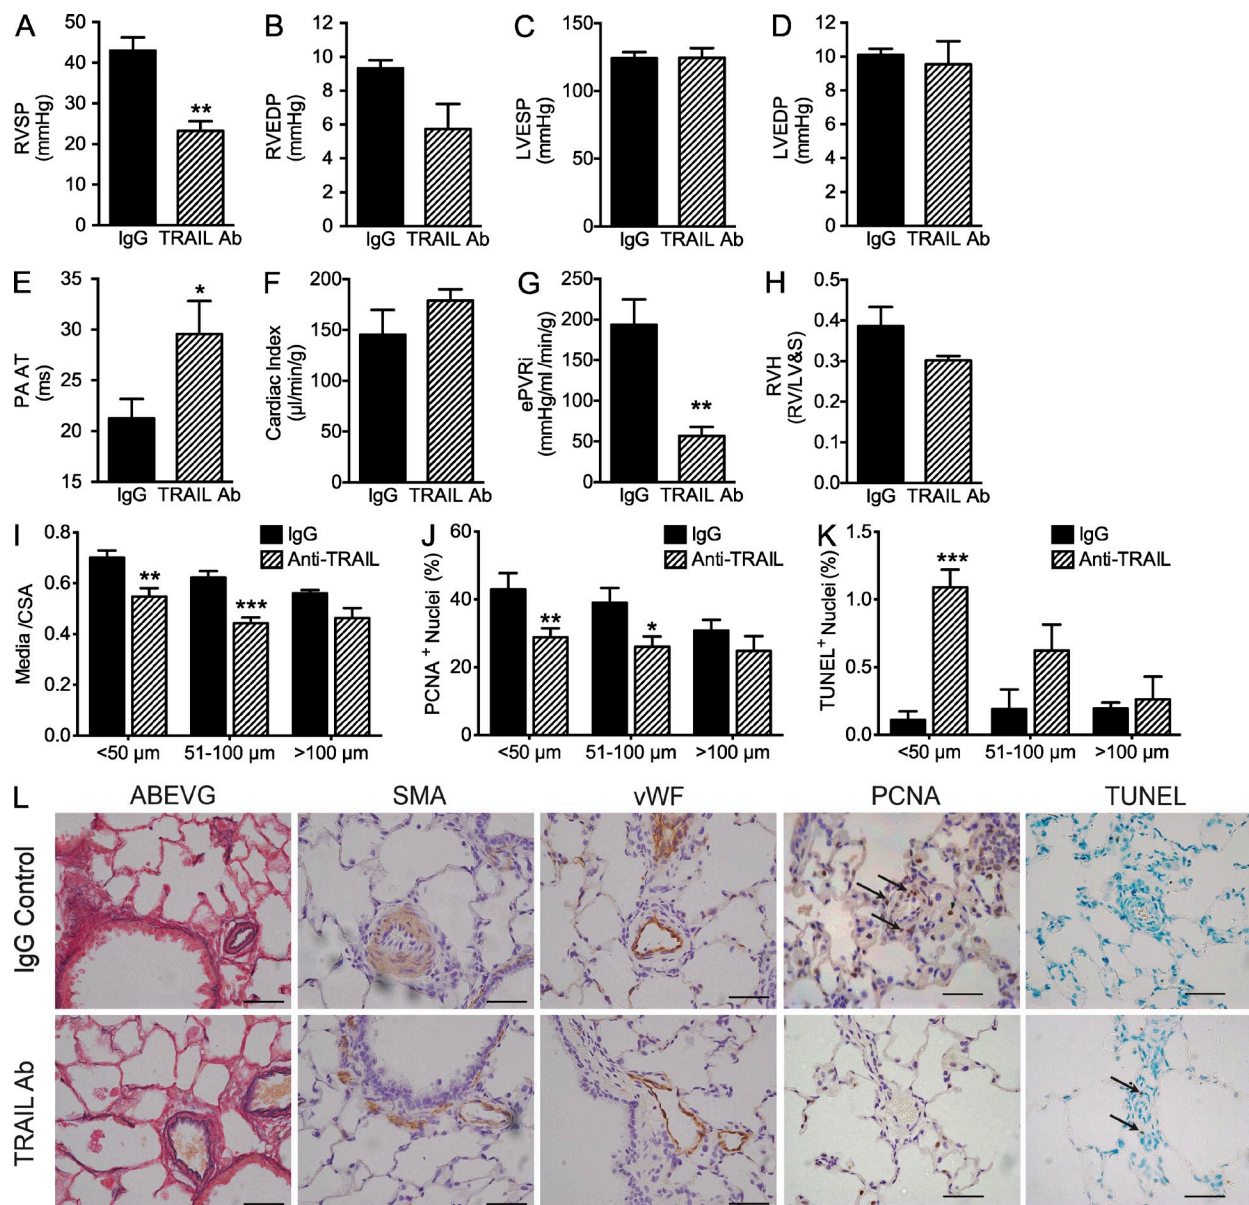 A
RVSP
(mmHg)
50
40
30
20
10
0
**
IgG TRAIL Ab
B
RVEDP
(mmHg)
12
10
8
6
4
2
0
IgG TRAIL Ab
C
LVESP
(mmHg)
150
100
50
0
IgG TRAIL Ab
D
LVEDP
(mmHg)
12
10
8
6
4
2
0
IgG TRAIL Ab
E
PA AT
(ms)
35
30
25
20
15
*
IgG TRAIL Ab
F
Cardiac Index
(µl/min/g)
200
150
100
50
0
IgG TRAIL Ab
G
ePVRi
(mmHg/ml/min/g)
250
200
150
100
50
0
**
IgG TRAIL Ab
H
RVH
(RV/LV&S)
0.5
0.4
0.3
0.2
0.1
0.0
IgG TRAIL Ab
I
Media /CSA
0.8
0.6
0.4
0.2
0.0
IgG
Anti-TRAIL
**
***
<50 µm 51-100 µm >100 µm
J
PCNA + Nuclei (%)
60
40
20
0
IgG
Anti-TRAIL
**
*
<50 µm 51-100 µm >100 µm
K
TUNEL+ Nuclei (%)
1.5
1.0
0.5
0.0
IgG
Anti-TRAIL
***
<50 µm 51-100 µm >100 µm
L
ABEVG SMA vWF PCNA TUNEL
IgG Control
TRAIL Ab